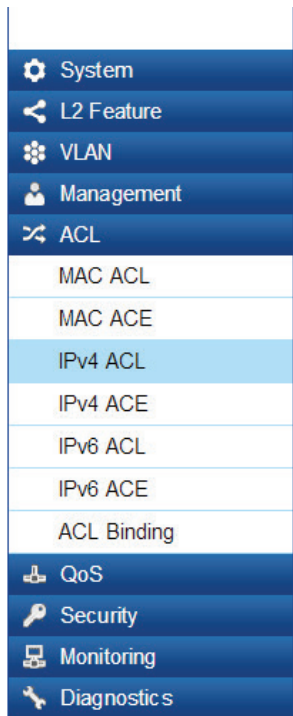 System
L2 Feature
VLAN
Management
ACL
MAC ACL
MAC ACE
IPv4 ACL
IPv4 ACE
IPv6 ACL
IPv6 ACE
ACL Binding
QoS
Security
Monitoring
Diagnostics